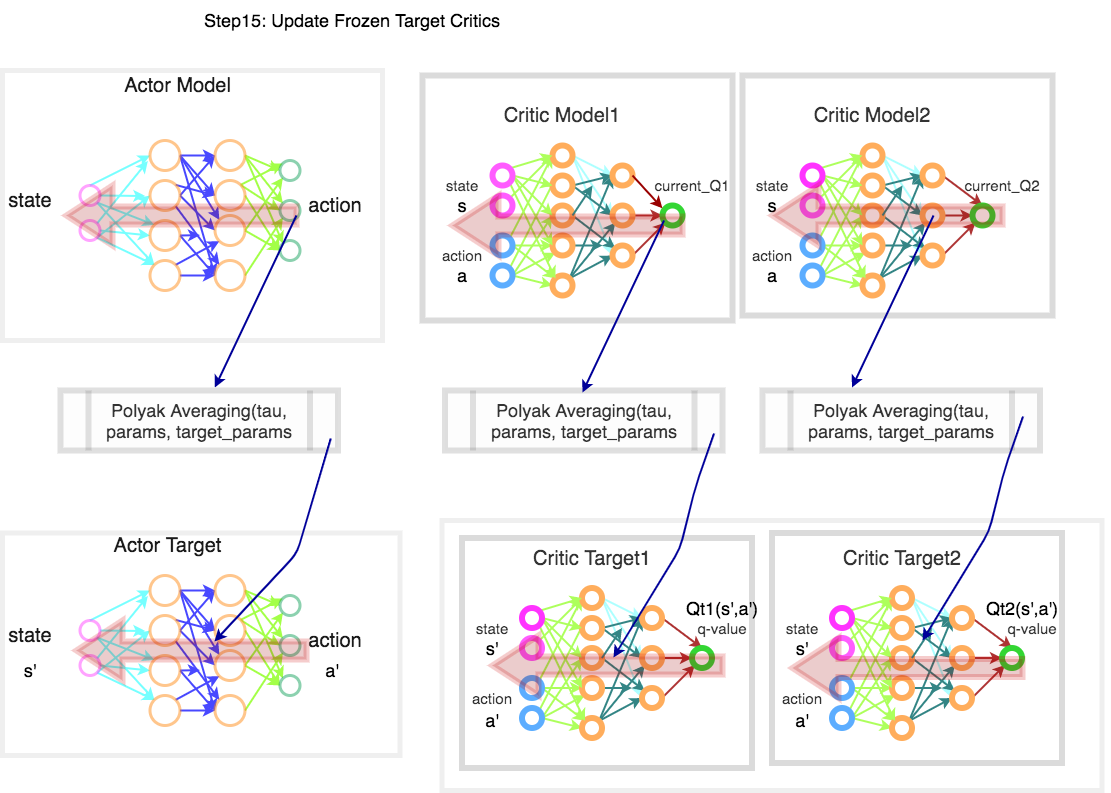 Step15: Update Frozen Target Critics
Actor Model
state
action
Critic Model1
state
s
action
a
current_Q1
Critic Model2
state
s
action
a
current_Q2
Polyak Averaging(tau,
params, target_params
Polyak Averaging(tau,
params, target_params
Polyak Averaging(tau,
params, target_params
Actor Target
state
s'
action
a'
Critic Target1
state
s'
action
a'
Qt1(s',a')
q-value
Critic Target2
state
s'
action
a'
Qt2(s',a')
q-value